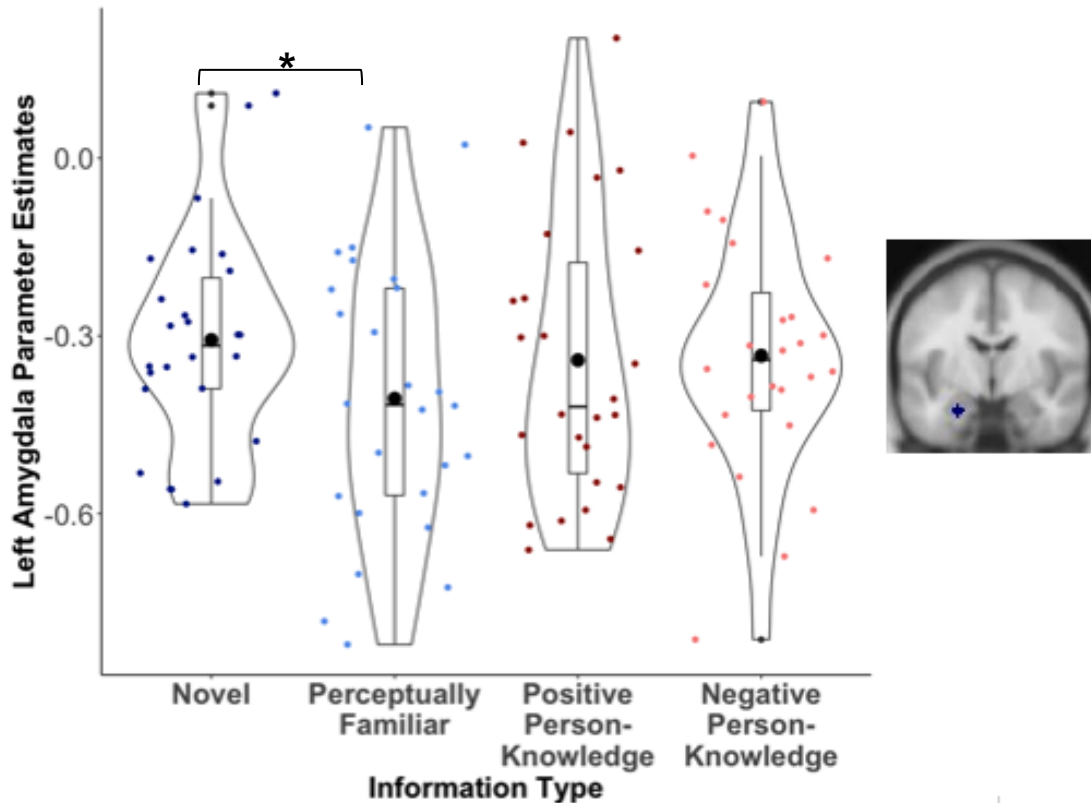 *
Left Amygdala Parameter Estimates
0.0
-0.3
-0.6
Novel
Perceptually
Familiar
Positive
Person-
Knowledge
Negative
Person-
Knowledge
Information Type